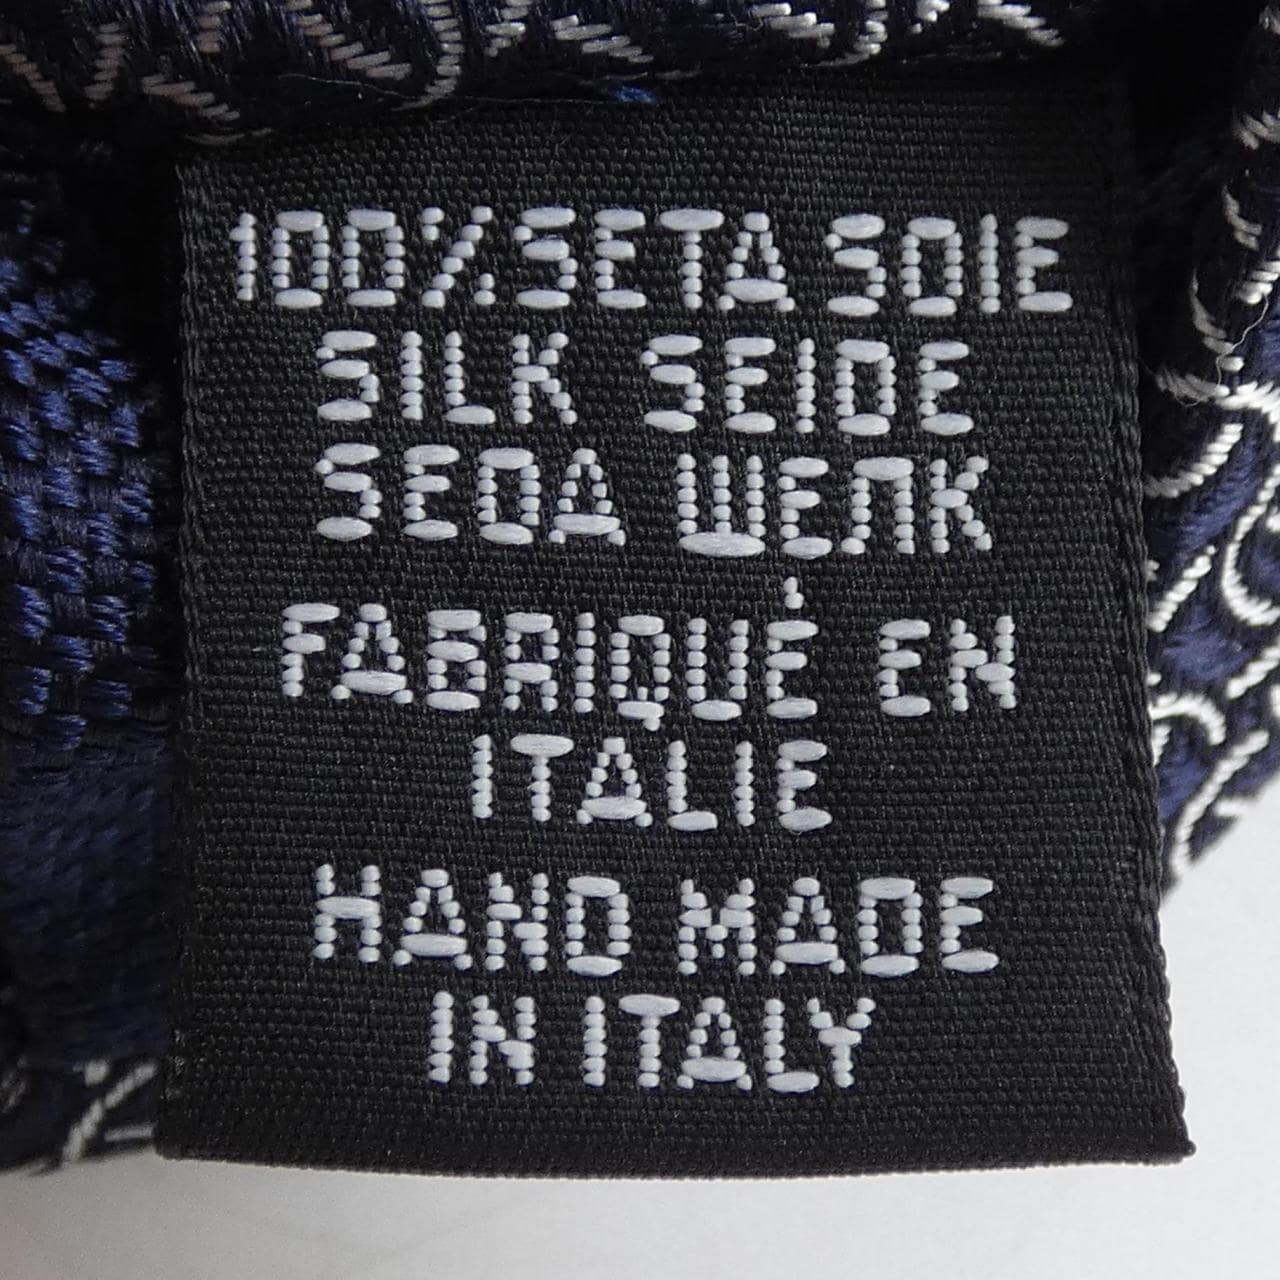 100% SETA SOIE
SILK SEIDE
SEDA ШЕЛК
FABRIQUÉ EN
ITALIE
HAND MADE
IN ITALY